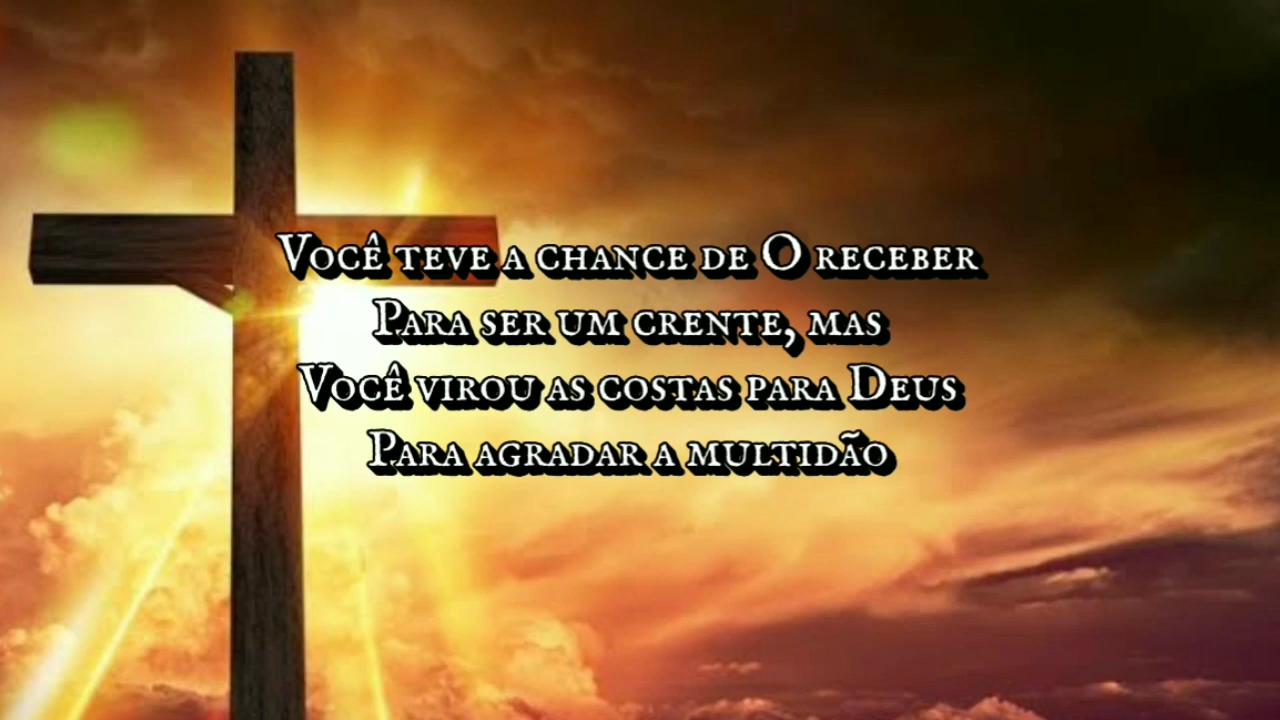 Você teve a chance de O receber
Para ser um crente, mas
Você virou as costas para Deus
Para agradar a multidão